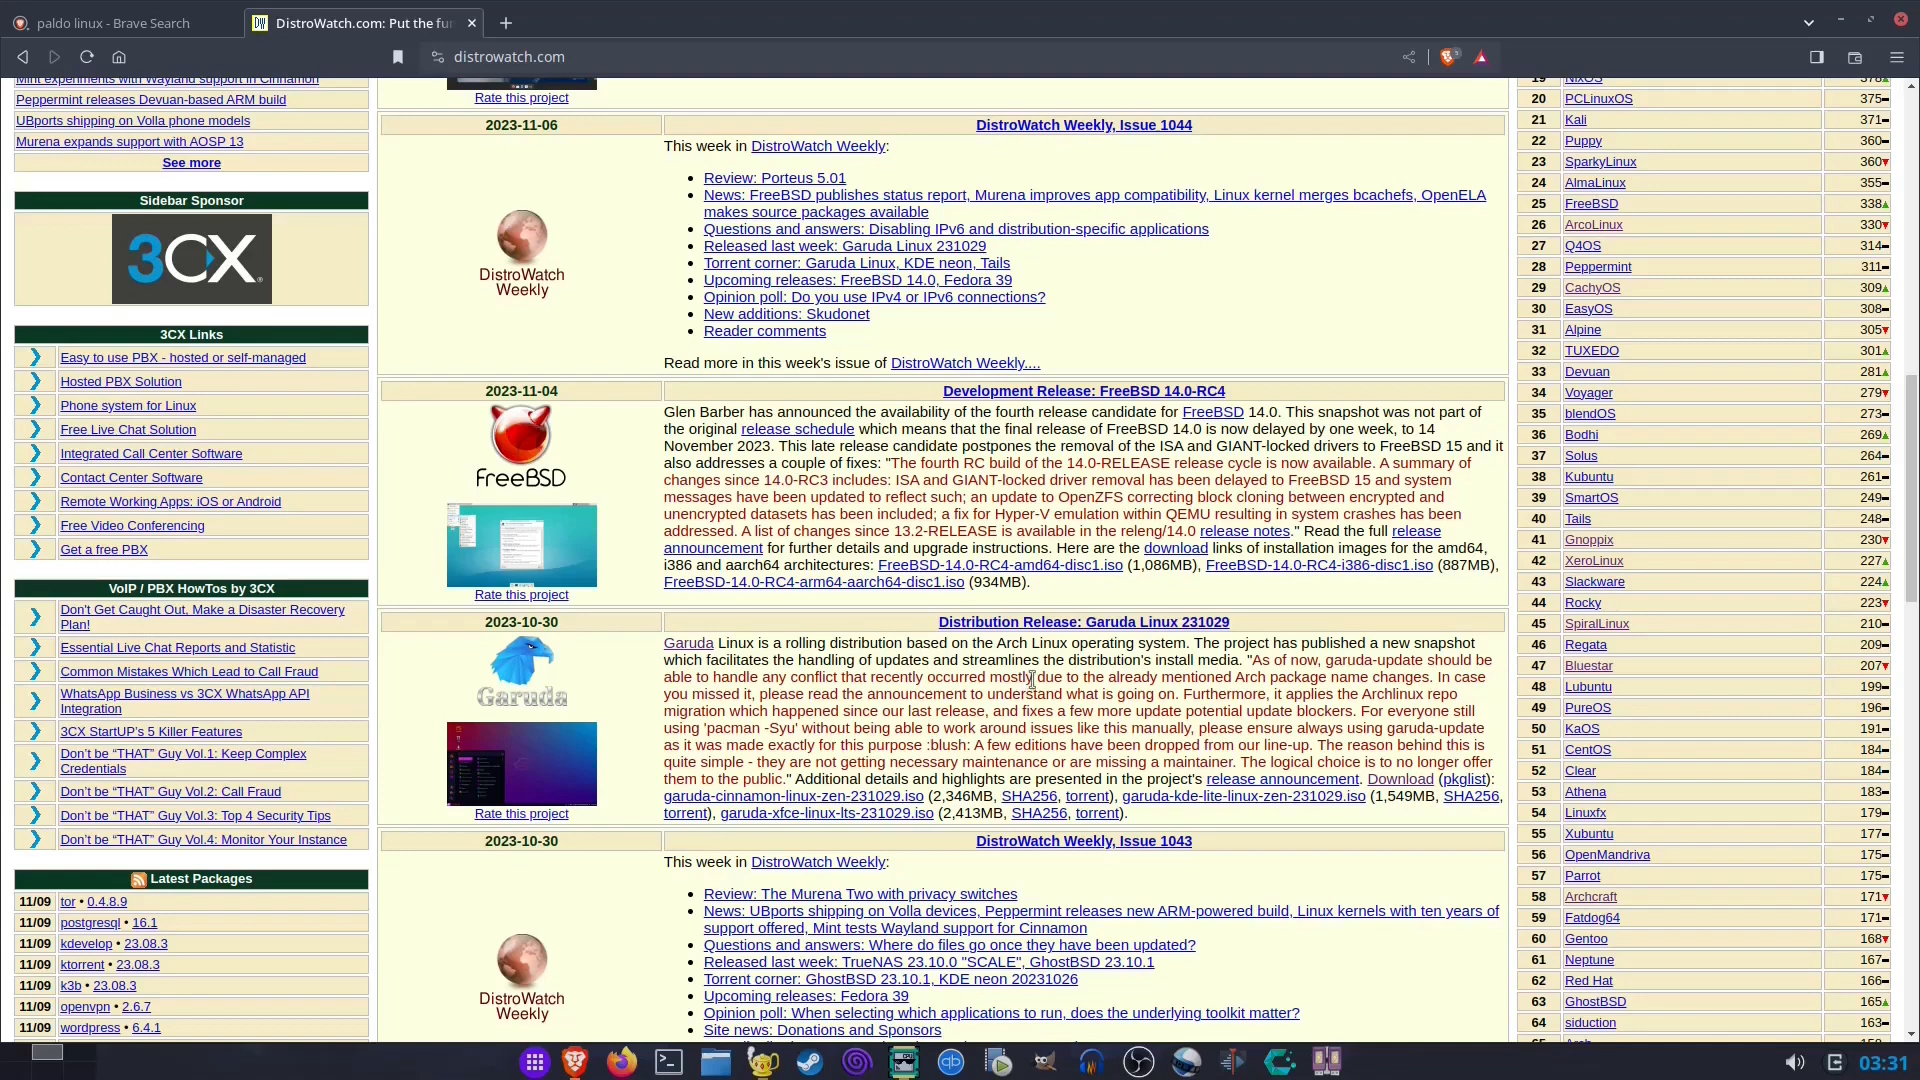 paldo linux - Brave Search
DistroWatch.com: Put the fu
distrowatch.com
Mint experiments with Wayland support in Cinnamon
Peppermint releases Devuan-based ARM build
UBports shipping on Volla phone models
Murena expands support with AOSP 13
See more
Sidebar Sponsor
3CX
3CX Links
Easy to use PBX - hosted or self-managed
Hosted PBX Solution
Phone system for Linux
Free Live Chat Solution
Integrated Call Center Software
Contact Center Software
Remote Working Apps: iOS or Android
Free Video Conferencing
Get a free PBX
VoIP / PBX HowTos by 3CX
Don't Get Caught Out, Make a Disaster Recovery
Plan!
Essential Live Chat Reports and Statistic
Common Mistakes Which Lead to Call Fraud
WhatsApp Business vs 3CX WhatsApp API
Integration
3CX StartUP's 5 Killer Features
Don't be “THAT” Guy Vol.1: Keep Complex
Credentials
Don't be “THAT” Guy Vol.2: Call Fraud
Don't be “THAT” Guy Vol.3: Top 4 Security Tips
Don't be “THAT” Guy Vol.4: Monitor Your Instance
Latest Packages
11/09 tor • 0.4.8.9
11/09 postgresql • 16.1
11/09 kdevelop • 23.08.3
11/09 ktorrent • 23.08.3
11/09 k3b • 23.08.3
11/09 openvpn • 2.6.7
11/09 wordpress • 6.4.1
Rate this project
2023-11-06
DistroWatch Weekly, Issue 1044
DistroWatch
Weekly
This week in DistroWatch Weekly:
• Review: Porteus 5.01
• News: FreeBSD publishes status report, Murena improves app compatibility, Linux kernel merges bcachefs, OpenELA
makes source packages available
• Questions and answers: Disabling IPv6 and distribution-specific applications
• Released last week: Garuda Linux 231029
• Torrent corner: Garuda Linux, KDE neon, Tails
• Upcoming releases: FreeBSD 14.0, Fedora 39
• Opinion poll: Do you use IPv4 or IPv6 connections?
• New additions: Skudonet
• Reader comments
Read more in this week's issue of DistroWatch Weekly....
2023-11-04
Development Release: FreeBSD 14.0-RC4
FreeBSD
Rate this project
Glen Barber has announced the availability of the fourth release candidate for FreeBSD 14.0. This snapshot was not part of
the original release schedule which means that the final release of FreeBSD 14.0 is now delayed by one week, to 14
November 2023. This late release candidate postpones the removal of the ISA and GIANT-locked drivers to FreeBSD 15 and it
also addresses a couple of fixes: "The fourth RC build of the 14.0-RELEASE release cycle is now available. A summary of
changes since 14.0-RC3 includes: ISA and GIANT-locked driver removal has been delayed to FreeBSD 15 and system
messages have been updated to reflect such; an update to OpenZFS correcting block cloning between encrypted and
unencrypted datasets has been included; a fix for Hyper-V emulation within QEMU resulting in system crashes has been
addressed. A list of changes since 13.2-RELEASE is available in the releng/14.0 release notes." Read the full release
announcement for further details and upgrade instructions. Here are the download links of installation images for the amd64,
i386 and aarch64 architectures: FreeBSD-14.0-RC4-amd64-disc1.iso (1,086MB), FreeBSD-14.0-RC4-i386-disc1.iso (887MB),
FreeBSD-14.0-RC4-arm64-aarch64-disc1.iso (934MB).
2023-10-30
Distribution Release: Garuda Linux 231029
Garuda
Rate this project
Garuda Linux is a rolling distribution based on the Arch Linux operating system. The project has published a new snapshot
which facilitates the handling of updates and streamlines the distribution's install media. "As of now, garuda-update should be
able to handle any conflict that recently occurred mostly due to the already mentioned Arch package name changes. In case
you missed it, please read the announcement to understand what is going on. Furthermore, it applies the Archlinux repo
migration which happened since our last release, and fixes a few more update potential update blockers. For everyone still
using 'pacman -Syu' without being able to work around issues like this manually, please ensure always using garuda-update
as it was made exactly for this purpose :blush: A few editions have been dropped from our line-up. The reason behind this is
quite simple - they are not getting necessary maintenance or are missing a maintainer. The logical choice is to no longer offer
them to the public." Additional details and highlights are presented in the project's release announcement. Download (pkglist):
garuda-cinnamon-linux-zen-231029.iso (2,346MB, SHA256, torrent), garuda-kde-lite-linux-zen-231029.iso (1,549MB, SHA256,
torrent), garuda-xfce-linux-lts-231029.iso (2,413MB, SHA256, torrent).
2023-10-30
DistroWatch Weekly, Issue 1043
DistroWatch
Weekly
This week in DistroWatch Weekly:
• Review: The Murena Two with privacy switches
• News: UBports shipping on Volla devices, Peppermint releases new ARM-powered build, Linux kernels with ten years of
support offered, Mint tests Wayland support for Cinnamon
• Questions and answers: Where do files go once they have been updated?
• Released last week: TrueNAS 23.10.0 "SCALE", GhostBSD 23.10.1
• Torrent corner: GhostBSD 23.10.1, KDE neon 20231026
• Upcoming releases: Fedora 39
• Opinion poll: When selecting which applications to run, does the underlying toolkit matter?
• Site news: Donations and Sponsors
19 NixOS 378
20 PCLinuxOS 375
21 Kali 371
22 Puppy 360
23 SparkyLinux 360
24 AlmaLinux 355
25 FreeBSD 338
26 ArcoLinux 330
27 Q4OS 314
28 Peppermint 311
29 CachyOS 309
30 EasyOS 308
31 Alpine 305
32 TUXEDO 301
33 Devuan 281
34 Voyager 279
35 blendOS 273
36 Bodhi 269
37 Solus 264
38 Kubuntu 261
39 SmartOS 249
40 Tails 248
41 Gnoppix 230
42 XeroLinux 227
43 Slackware 224
44 Rocky 223
45 SpiralLinux 210
46 Regata 209
47 Bluestar 207
48 Lubuntu 199
49 PureOS 196
50 KaOS 191
51 CentOS 184
52 Clear 184
53 Athena 183
54 Linuxfx 179
55 Xubuntu 177
56 OpenMandriva 175
57 Parrot 175
58 Archcraft 171
59 Fatdog64 171
60 Gentoo 168
61 Neptune 167
62 Red Hat 166
63 GhostBSD 165
64 siduction 163
03:31